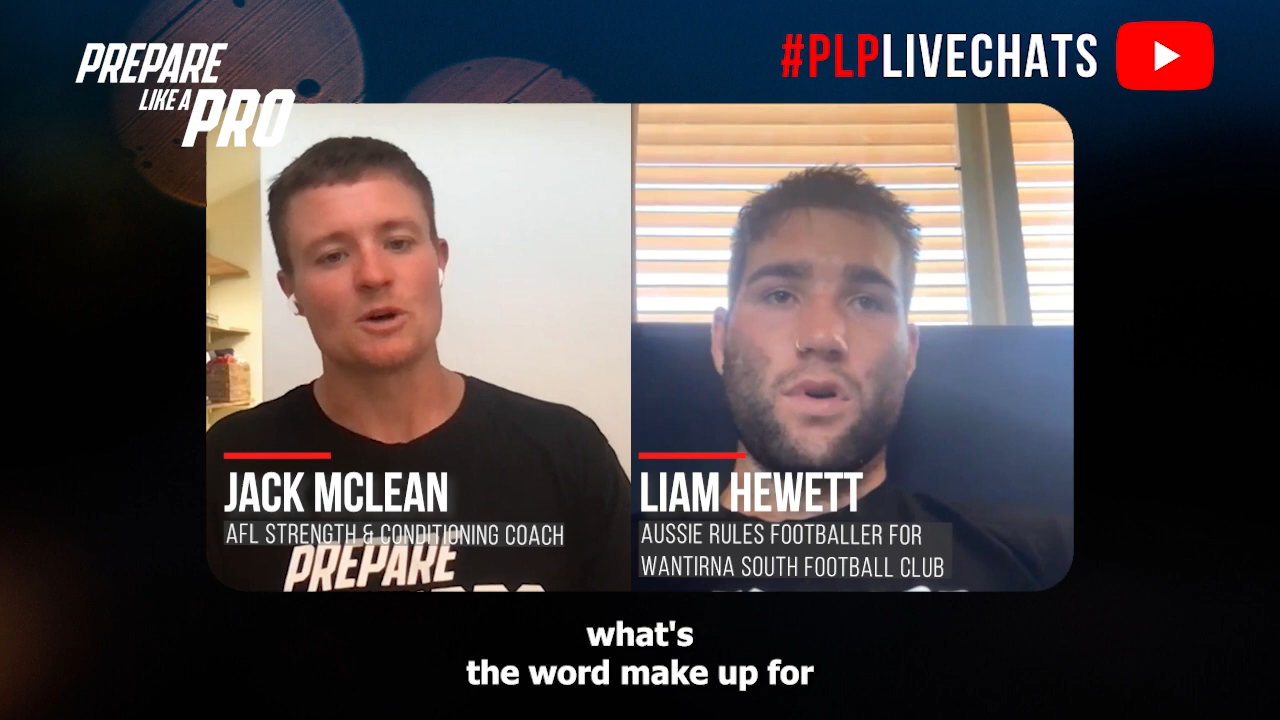 PREPARE
LIKE A
PRO
#PLPLIVECHATS
JACK MCLEAN
AFL STRENGTH & CONDITIONING COACH
PREPARE
LIAM HEWETT
AUSSIE RULES FOOTBALLER FOR
WANTIRNA SOUTH FOOTBALL CLUB
what's
the word make up for